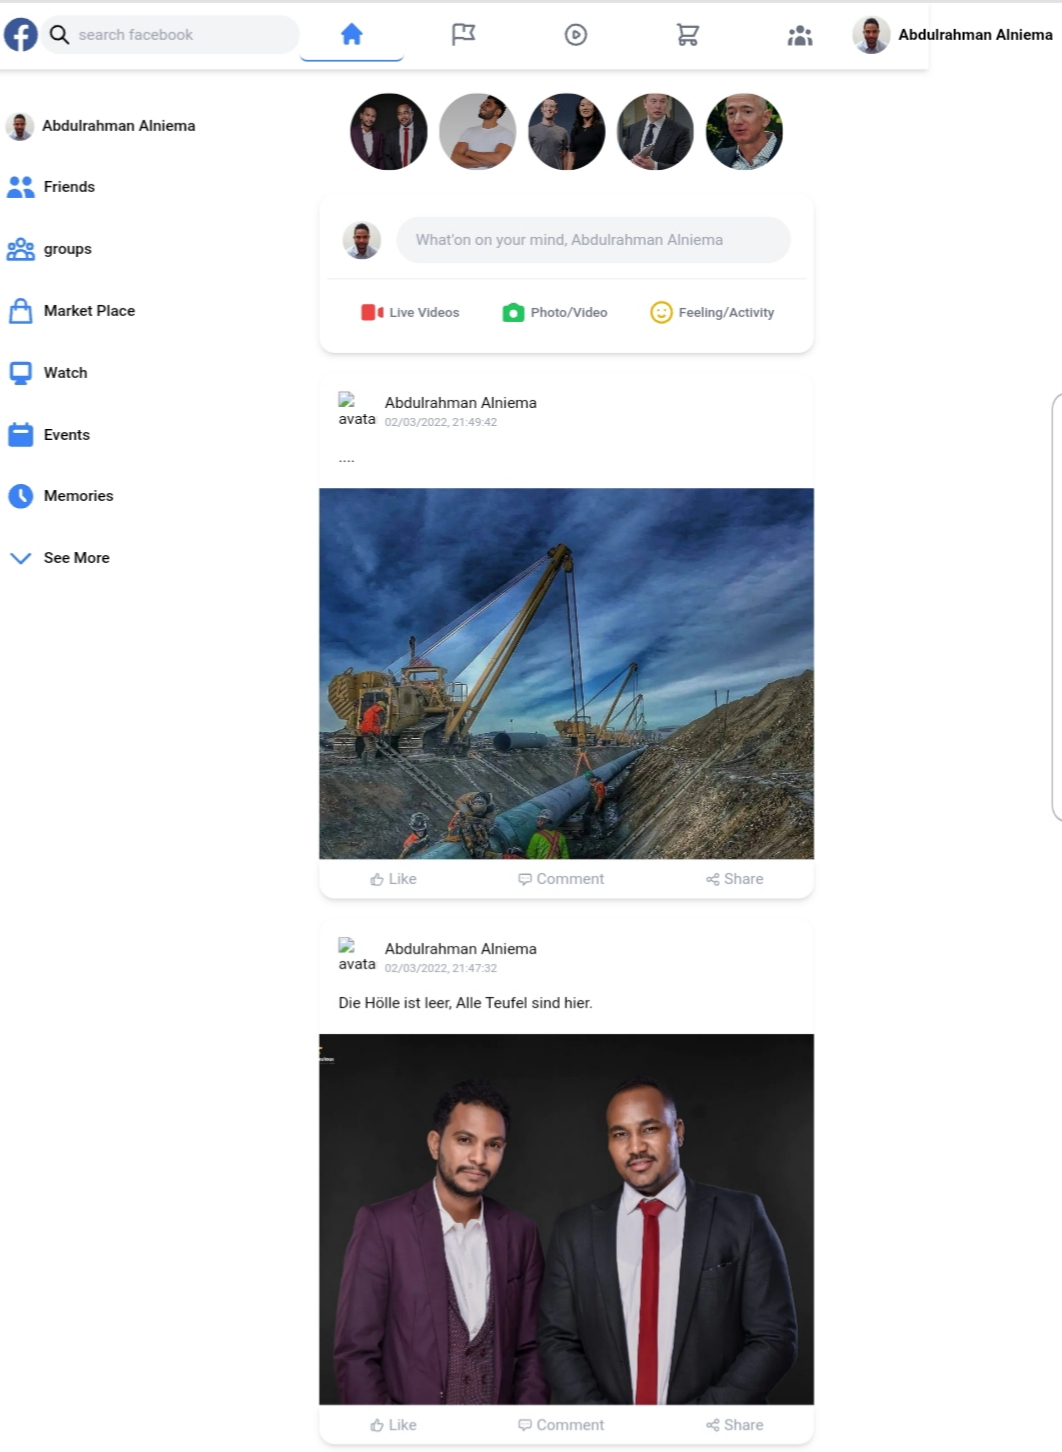 search facebook
Abdulrahman Alniema
Abdulrahman Alniema
Friends
groups
Market Place
Watch
Events
Memories
See More
What'on on your mind, Abdulrahman Alniema
Live Videos
Photo/Video
Feeling/Activity
avata
Abdulrahman Alniema
02/03/2022, 21:49:42
....
Like
Comment
Share
avata
Abdulrahman Alniema
02/03/2022, 21:47:32
Die Hölle ist leer, Alle Teufel sind hier.
Like
Comment
Share